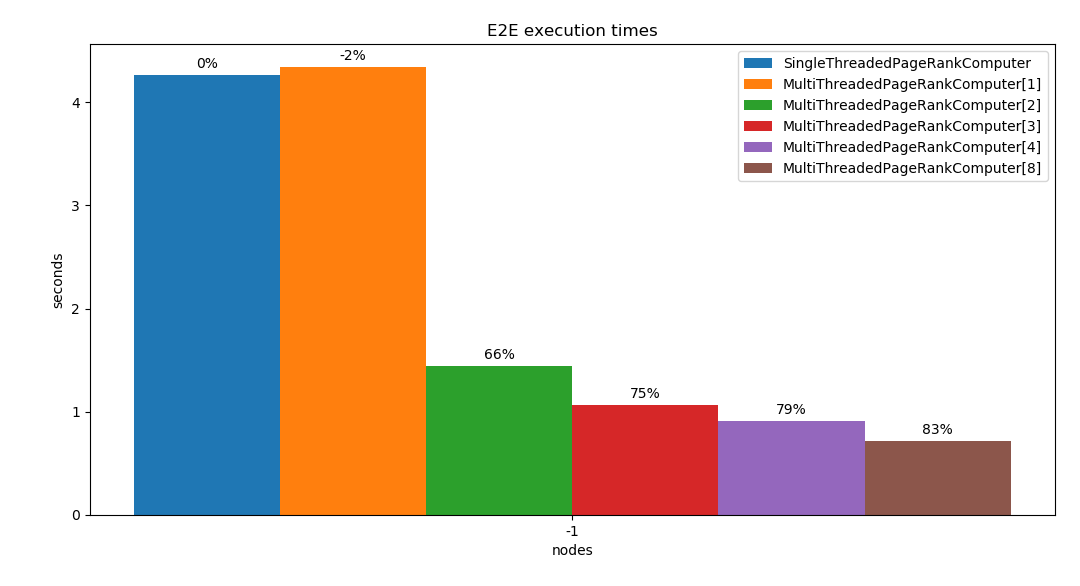 E2E execution times
0%
-2%
66%
75%
79%
83%
SingleThreadedPageRankComputer
MultiThreadedPageRankComputer[1]
MultiThreadedPageRankComputer[2]
MultiThreadedPageRankComputer[3]
MultiThreadedPageRankComputer[4]
MultiThreadedPageRankComputer[8]
4
3
2
1
0
seconds
-1
nodes